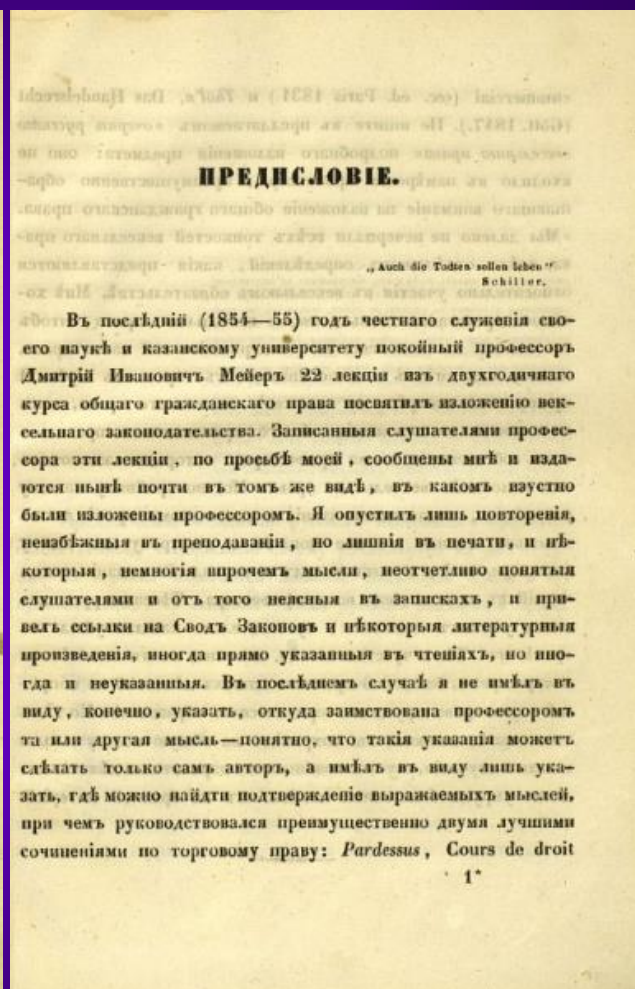 ПРЕДИСЛОВІЕ.
„Auch die Todten sollen leben“
Schiller.
Въ послѣдній (1854—55) годъ честнаго служенія сво-
его наукѣ и казанскому университету покойный профессоръ
Дмитрій Ивановичъ Мейеръ 22 лекціи изъ двухгодичнаго
курса общаго гражданскаго права посвятилъ изложенію век-
сельнаго законодательства. Записанныя слушателями профес-
сора эти лекціи, по просьбѣ моей, сообщены мнѣ и изда-
ются нынѣ почти въ томъ же видѣ, въ какомъ изустно
были изложены профессоромъ. Я опустилъ лишь повторенія,
неизбѣжныя въ преподаваніи, но лишнія въ печати, и нѣ-
которыя, немногія впрочемъ мысли, неотчетливо понятыя
слушателями и отъ того неясныя въ запискахъ, и при-
велъ ссылки на Сводъ Законовъ и нѣкоторыя литературныя
произведенія, иногда прямо указанныя въ чтеніяхъ, но ино-
гда и неуказанныя. Въ послѣднемъ случаѣ я не имѣлъ въ
виду, конечно, указать, откуда заимствована профессоромъ
та или другая мысль—понятно, что такія указанія можетъ
сдѣлать только самъ авторъ, а имѣлъ въ виду лишь ука-
зать, гдѣ можно найдти подтвержденіе выражаемыхъ мыслей,
при чемъ руководствовался преимущественно двумя лучшими
сочиненіями по торговому праву: Pardessus, Cours de droit
1*